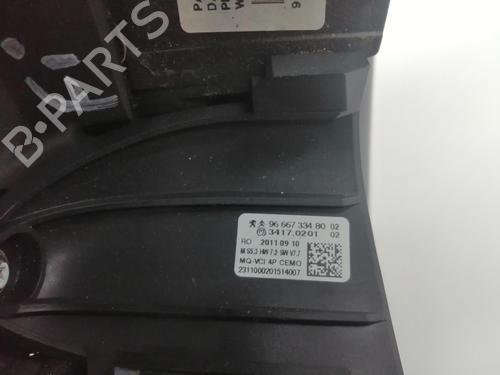 96 667 334 80 02
3417.0201 02
RO 2011 09 10
M S5.3 HW 7.2 SW V7.7
MQ-VCI 4P CEMO
2311000201514007
B-PARTS